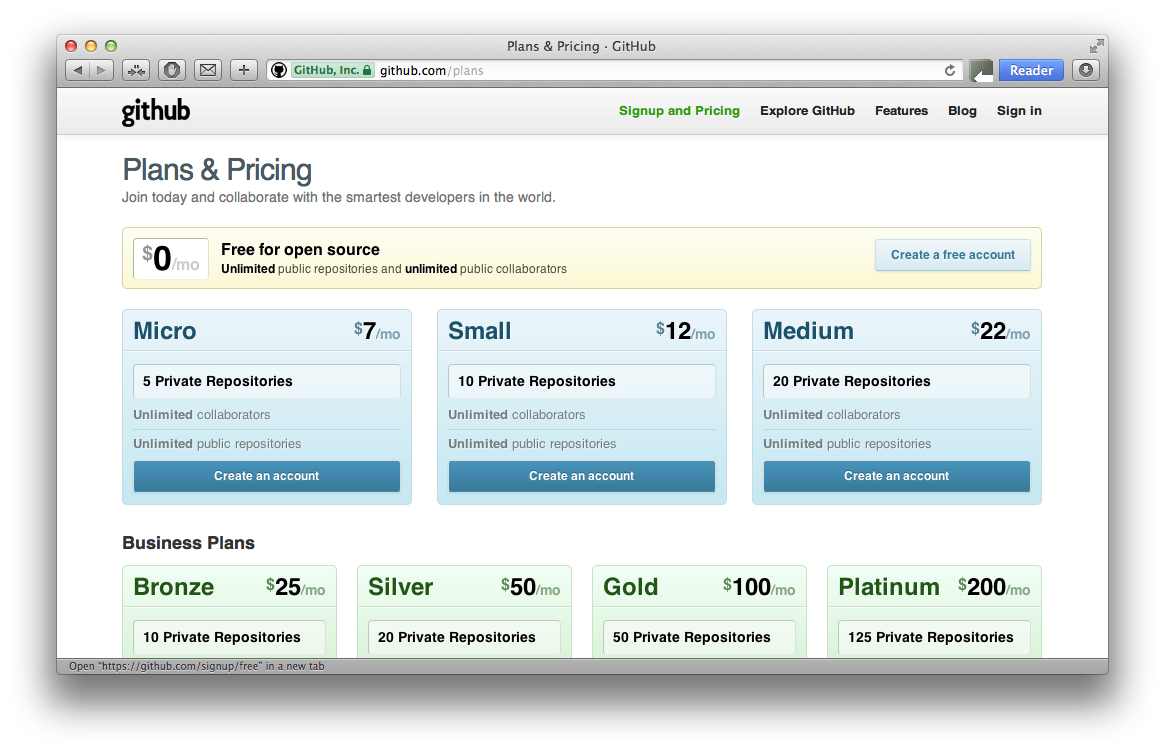 Plans & Pricing · GitHub
GitHub, Inc. github.com/plans Reader
github Signup and Pricing Explore GitHub Features Blog Sign in
Plans & Pricing
Join today and collaborate with the smartest developers in the world.
$0/mo
Free for open source
Unlimited public repositories and unlimited public collaborators
Create a free account
Micro $7/mo
5 Private Repositories
Unlimited collaborators
Unlimited public repositories
Create an account
Small $12/mo
10 Private Repositories
Unlimited collaborators
Unlimited public repositories
Create an account
Medium $22/mo
20 Private Repositories
Unlimited collaborators
Unlimited public repositories
Create an account
Business Plans
Bronze $25/mo
10 Private Repositories
Silver $50/mo
20 Private Repositories
Gold $100/mo
50 Private Repositories
Platinum $200/mo
125 Private Repositories
Open "https://github.com/signup/free" in a new tab